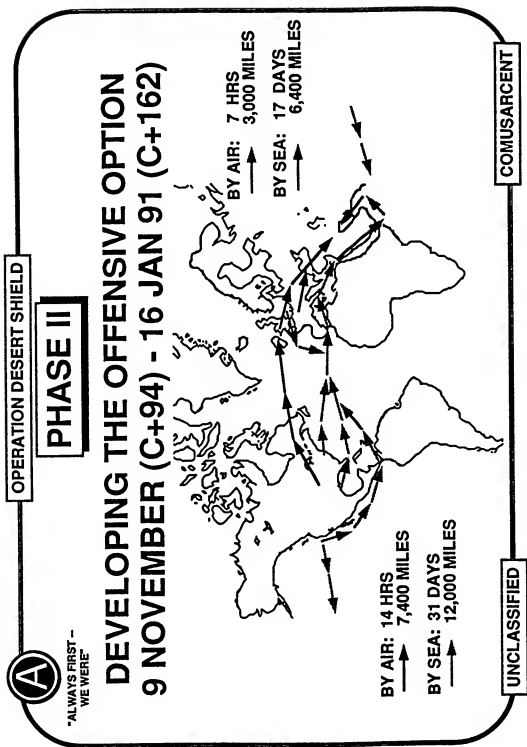 OPERATION DESERT SHIELD
A
"ALWAYS FIRST –
WE WERE"
PHASE II
DEVELOPING THE OFFENSIVE OPTION
9 NOVEMBER (C+94) - 16 JAN 91 (C+162)
BY AIR: 7 HRS
3,000 MILES
BY SEA: 17 DAYS
6,400 MILES
BY AIR: 14 HRS
7,400 MILES
BY SEA: 31 DAYS
12,000 MILES
UNCLASSIFIED
COMUSARCENT